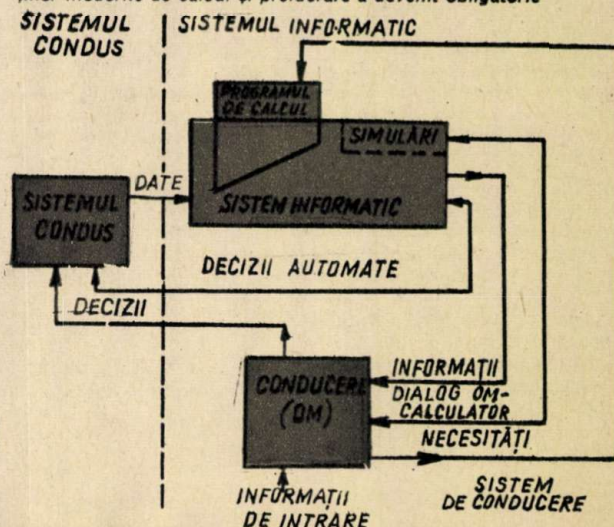 SISTEMUL
CONDUS
SISTEMUL INFORMATIC
PROGRAMUL
DE CALCUL
SIMULĂRI
SISTEM INFORMATIC
DATE
SISTEMUL
CONDUS
DECIZII AUTOMATE
DECIZII
CONDUCERE
(OM)
INFORMAȚII
DIALOG OM-
CALCULATOR
NECESITĂȚI
INFORMAȚII
DE INTRARE
SISTEM
DE CONDUCERE